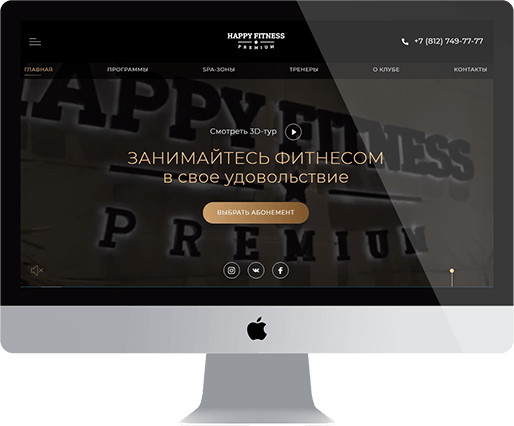 HAPPY FITNESS
PREMIUM
+7 (812) 749-77-77
ГЛАВНАЯ
ПРОГРАММЫ
SPA-ЗОНЫ
ТРЕНЕРЫ
О КЛУБЕ
КОНТАКТЫ
HAPPY FITNESS
Смотреть 3D-тур
ЗАНИМАЙТЕСЬ ФИТНЕСОМ
в свое удовольствие
ВЫБРАТЬ АБОНЕМЕНТ
PREMIUM